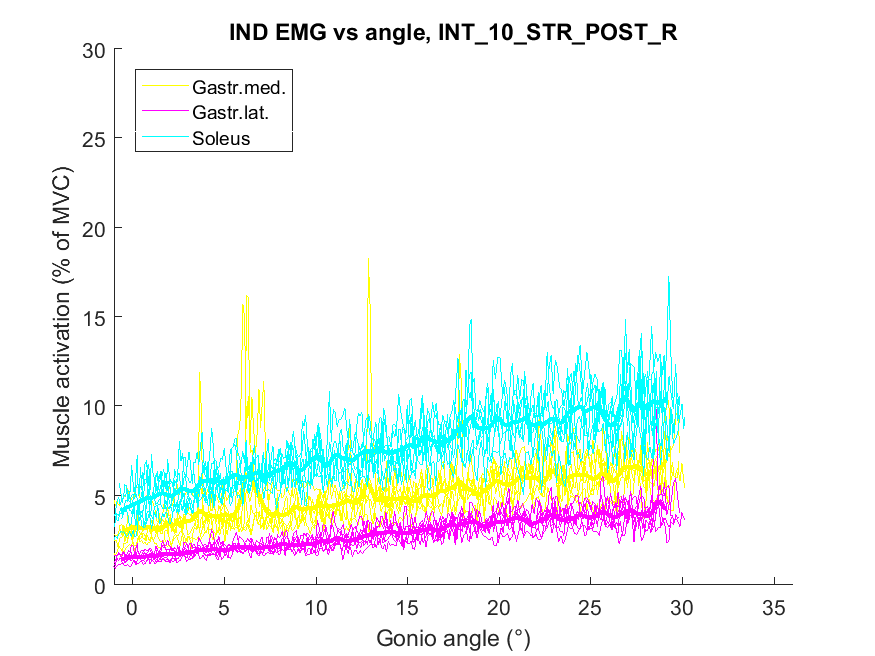 IND EMG vs angle, INT_10_STR_POST_R
30
25
20
15
10
5
0
Muscle activation (% of MVC)
Gastr.med.
Gastr.lat.
Soleus
0 5 10 15 20 25 30 35
Gonio angle (°)